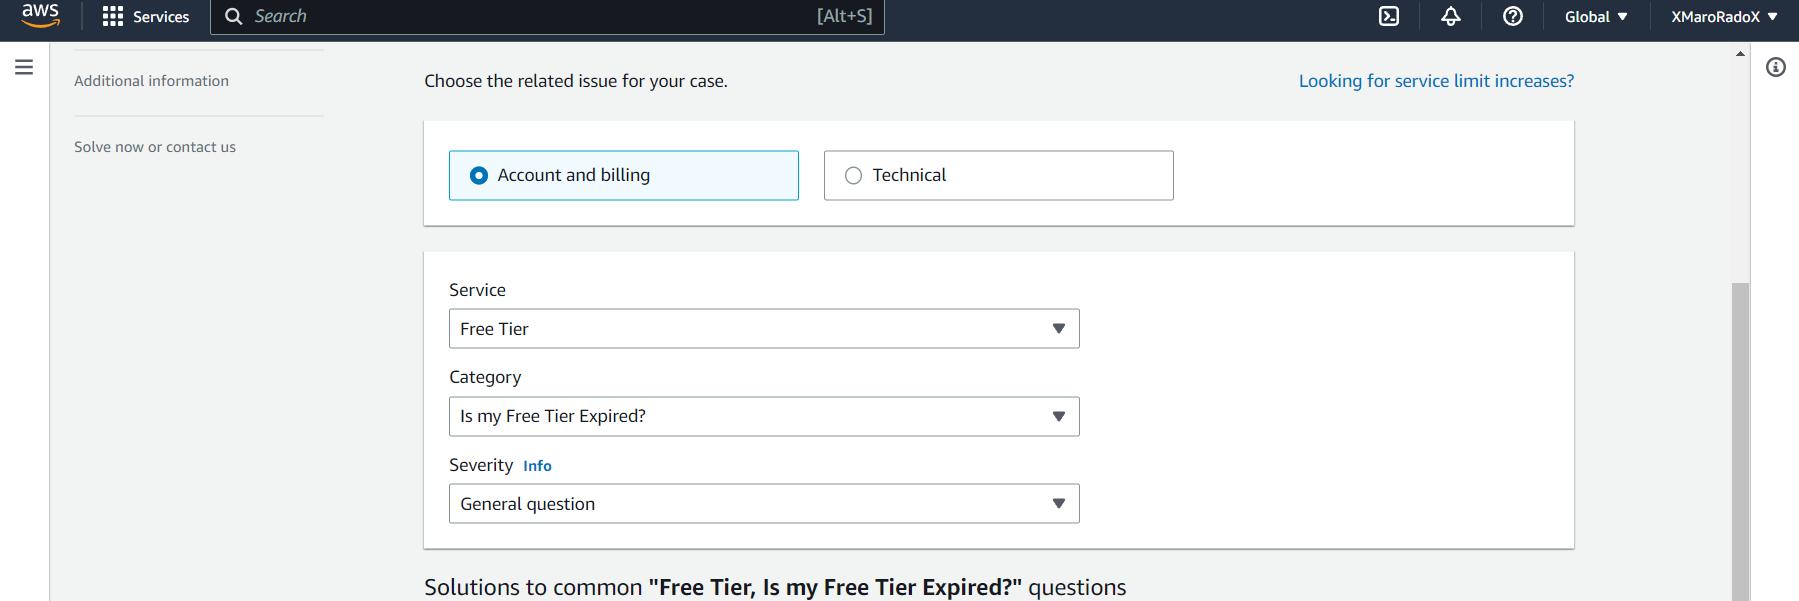 aws Services Search [Alt+S] Global XMaroRadoX
Additional information
Solve now or contact us
Choose the related issue for your case. Looking for service limit increases?
Account and billing Technical
Service
Free Tier
Category
Is my Free Tier Expired?
Severity Info
General question
Solutions to common "Free Tier, Is my Free Tier Expired?" questions